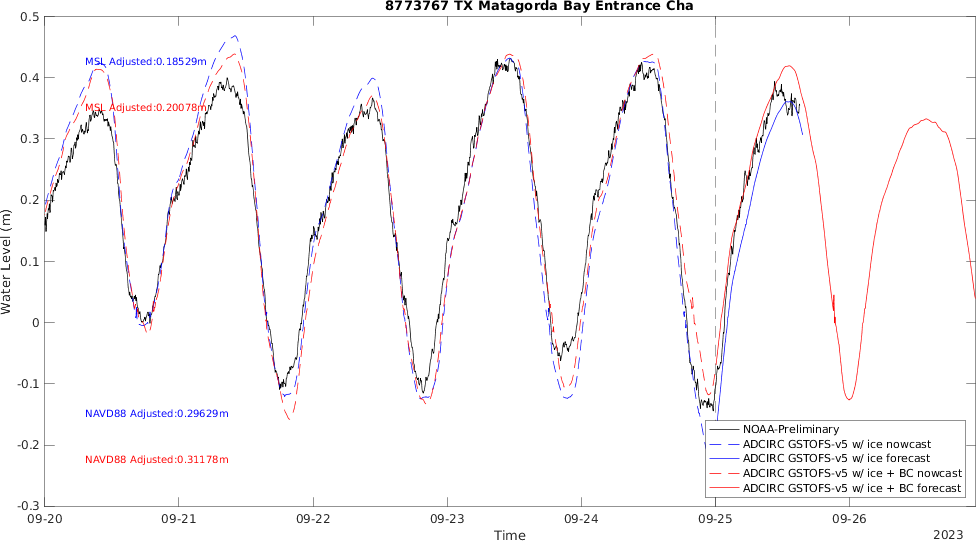 8773767 TX Matagorda Bay Entrance Cha
0.5
0.4
0.3
0.2
0.1
0
-0.1
-0.2
-0.3
Water Level (m)
MSL Adjusted:0.18529m
MSL Adjusted:0.20078m
NAVD88 Adjusted:0.29629m
NAVD88 Adjusted:0.31178m
NOAA-Preliminary
ADCIRC GSTOFS-v5 w/ ice nowcast
ADCIRC GSTOFS-v5 w/ ice forecast
ADCIRC GSTOFS-v5 w/ ice + BC nowcast
ADCIRC GSTOFS-v5 w/ ice + BC forecast
09-20 09-21 09-22 09-23 09-24 09-25 09-26
Time
2023